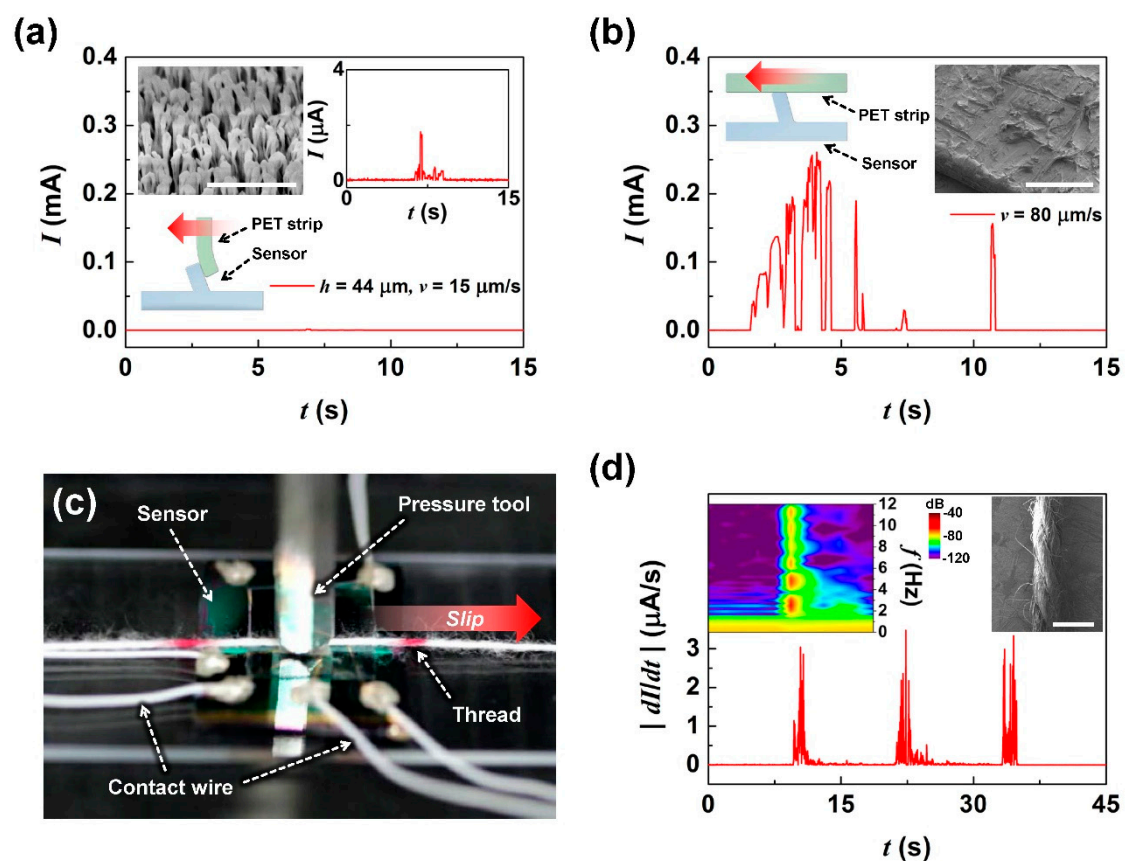 (a)
0.4
0.3
0.2
0.1
0.0
I (mA)
0
5
10
15
t (s)
4
0
I (μA)
0
15
t (s)
PET strip
Sensor
h = 44 μm, v = 15 μm/s
(b)
0.4
0.3
0.2
0.1
0.0
I (mA)
0
5
10
15
t (s)
PET strip
Sensor
v = 80 μm/s
(c)
Sensor
Pressure tool
Slip
Thread
Contact wire
(d)
12
10
8
6
4
2
0
f (Hz)
dB
-40
-80
-120
5
4
3
2
1
0
| dI/dt | (μA/s)
0
15
30
45
t (s)